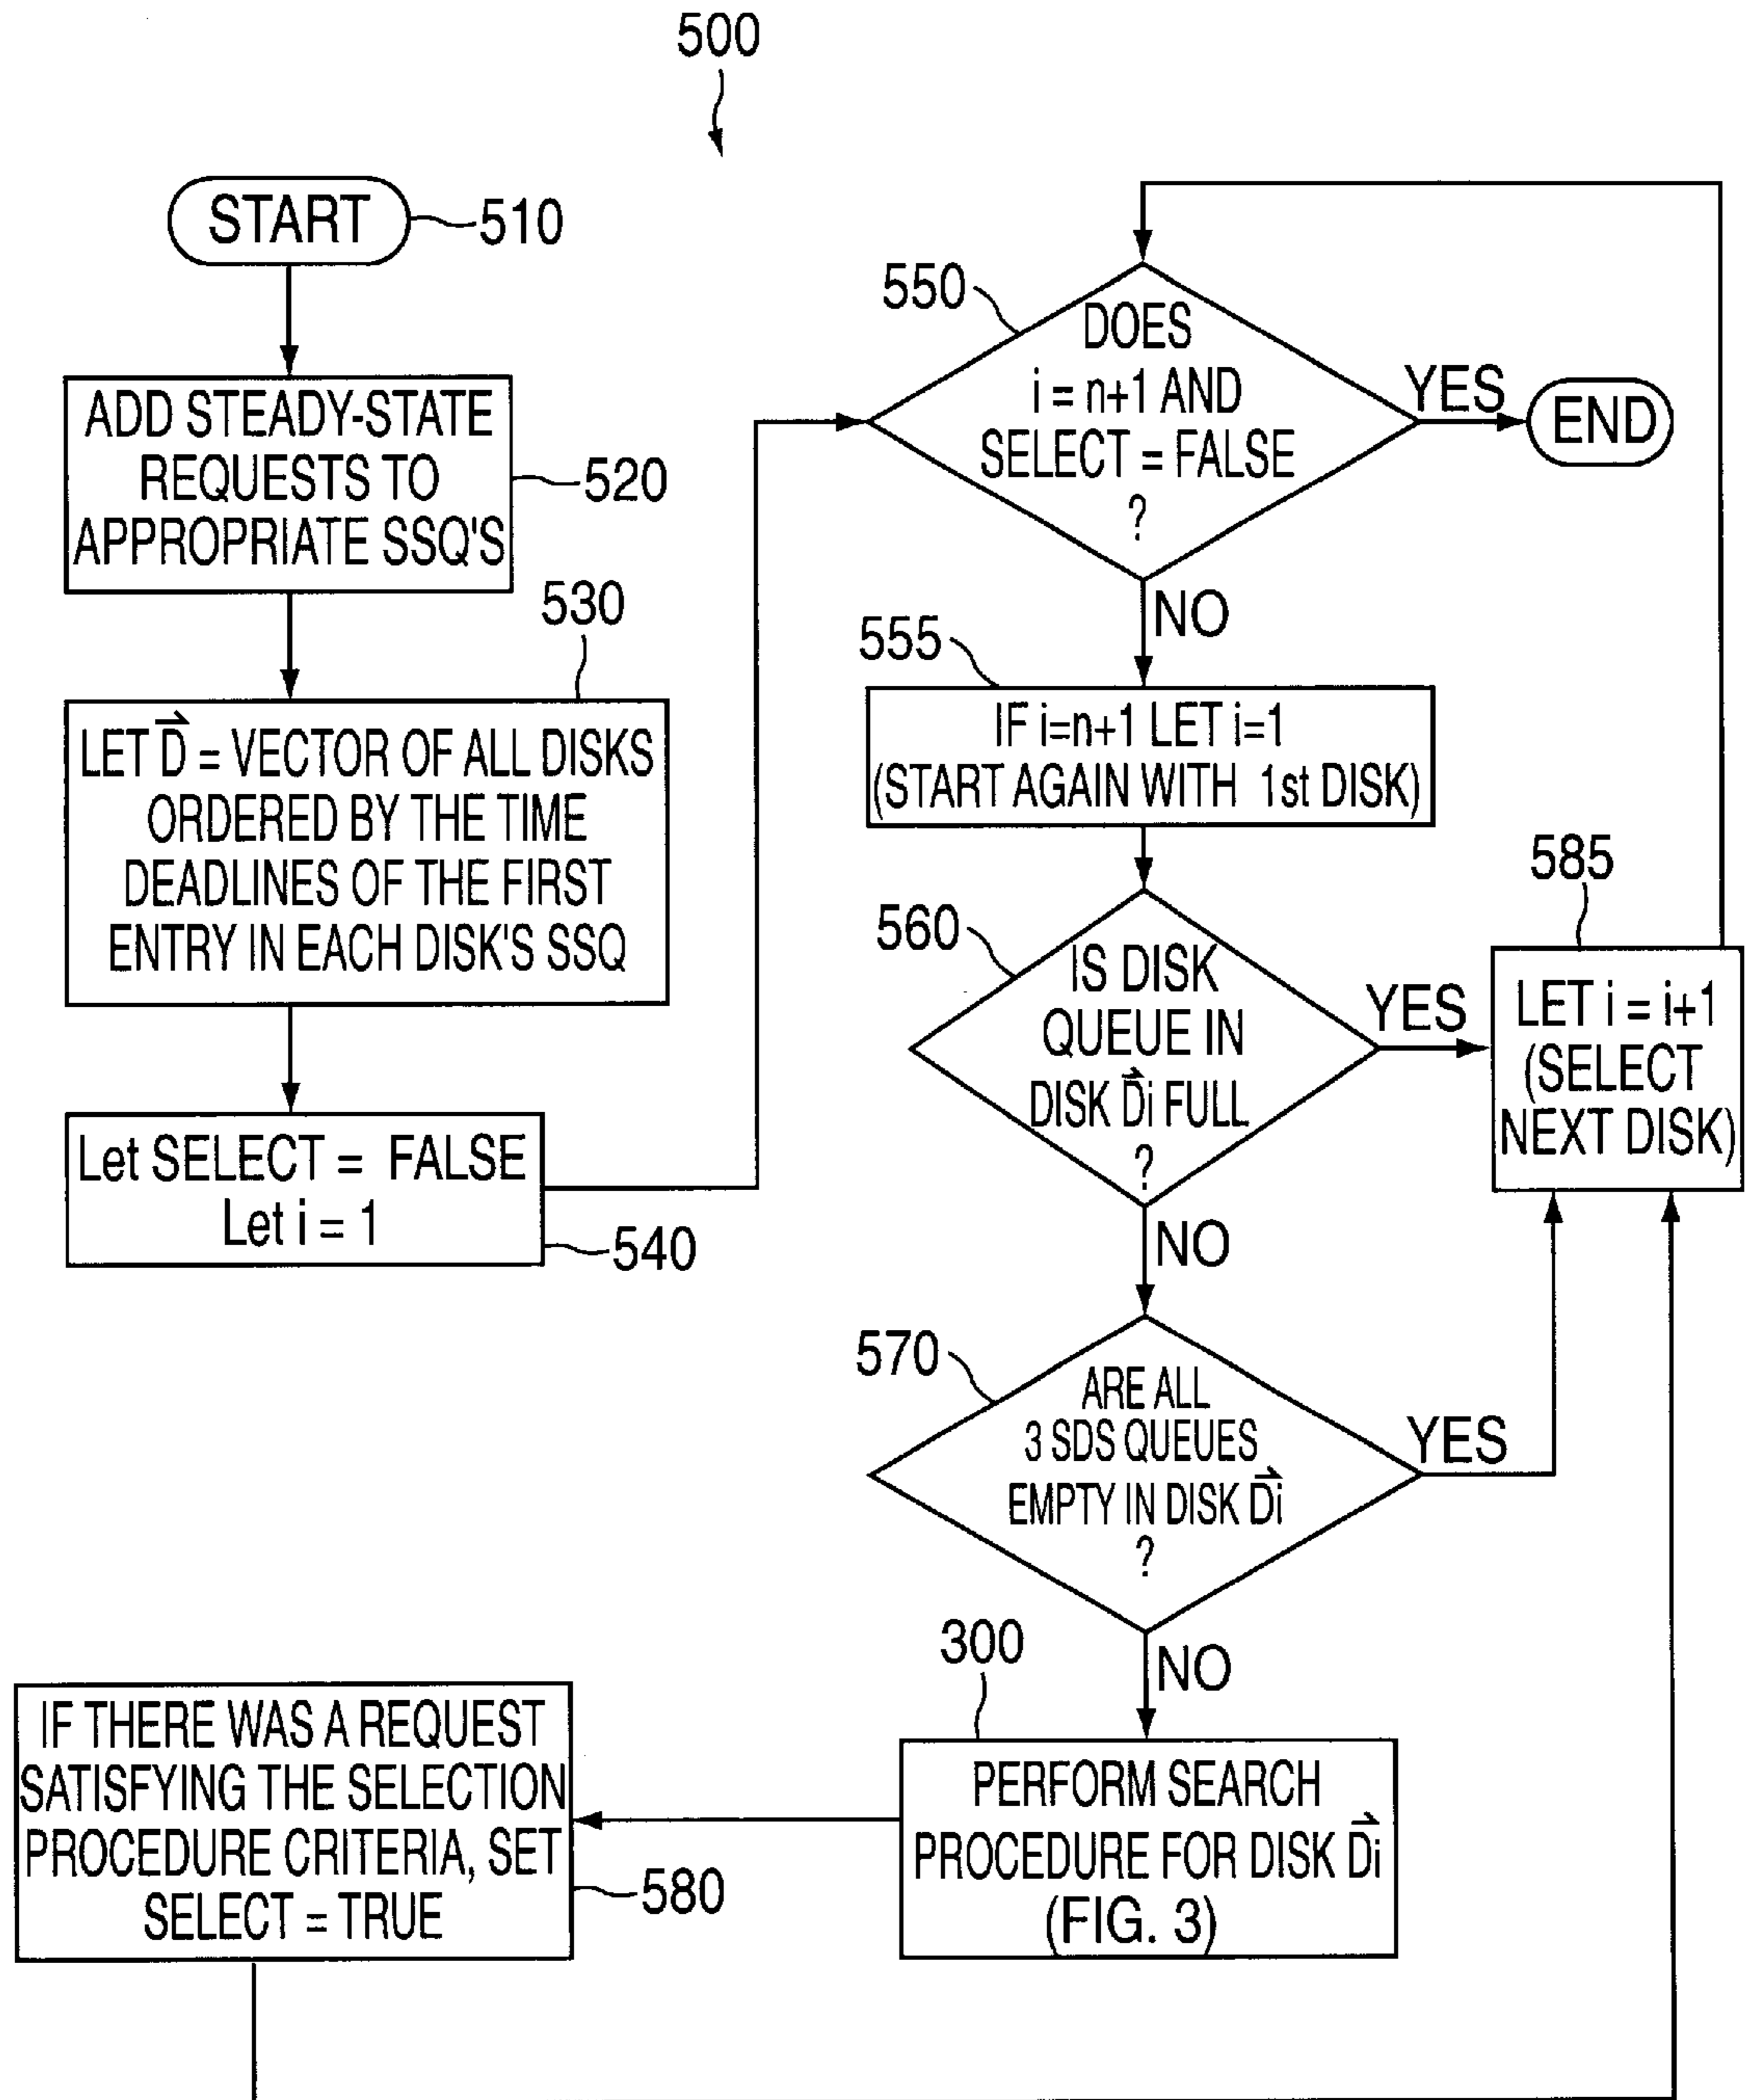 500
START
510
ADD STEADY-STATE
REQUESTS TO
APPROPRIATE SSQ'S
520
530
LET D⃗ = VECTOR OF ALL DISKS
ORDERED BY THE TIME
DEADLINES OF THE FIRST
ENTRY IN EACH DISK'S SSQ
Let SELECT = FALSE
Let i = 1
540
550
DOES
i = n+1 AND
SELECT = FALSE
?
YES
END
NO
555
IF i=n+1 LET i=1
(START AGAIN WITH 1st DISK)
560
IS DISK
QUEUE IN
DISK D⃗i FULL
?
YES
585
LET i = i+1
(SELECT
NEXT DISK)
NO
570
ARE ALL
3 SDS QUEUES
EMPTY IN DISK D⃗i
?
YES
NO
300
PERFORM SEARCH
PROCEDURE FOR DISK D⃗i
(FIG. 3)
IF THERE WAS A REQUEST
SATISFYING THE SELECTION
PROCEDURE CRITERIA, SET
SELECT = TRUE
580